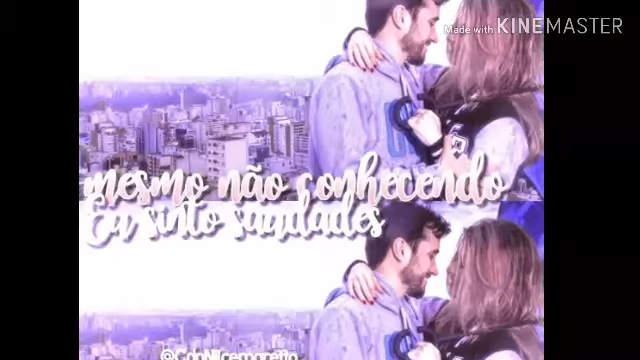 Made with KINEMASTER
mesmo não conhecendo
Eu sinto saudades